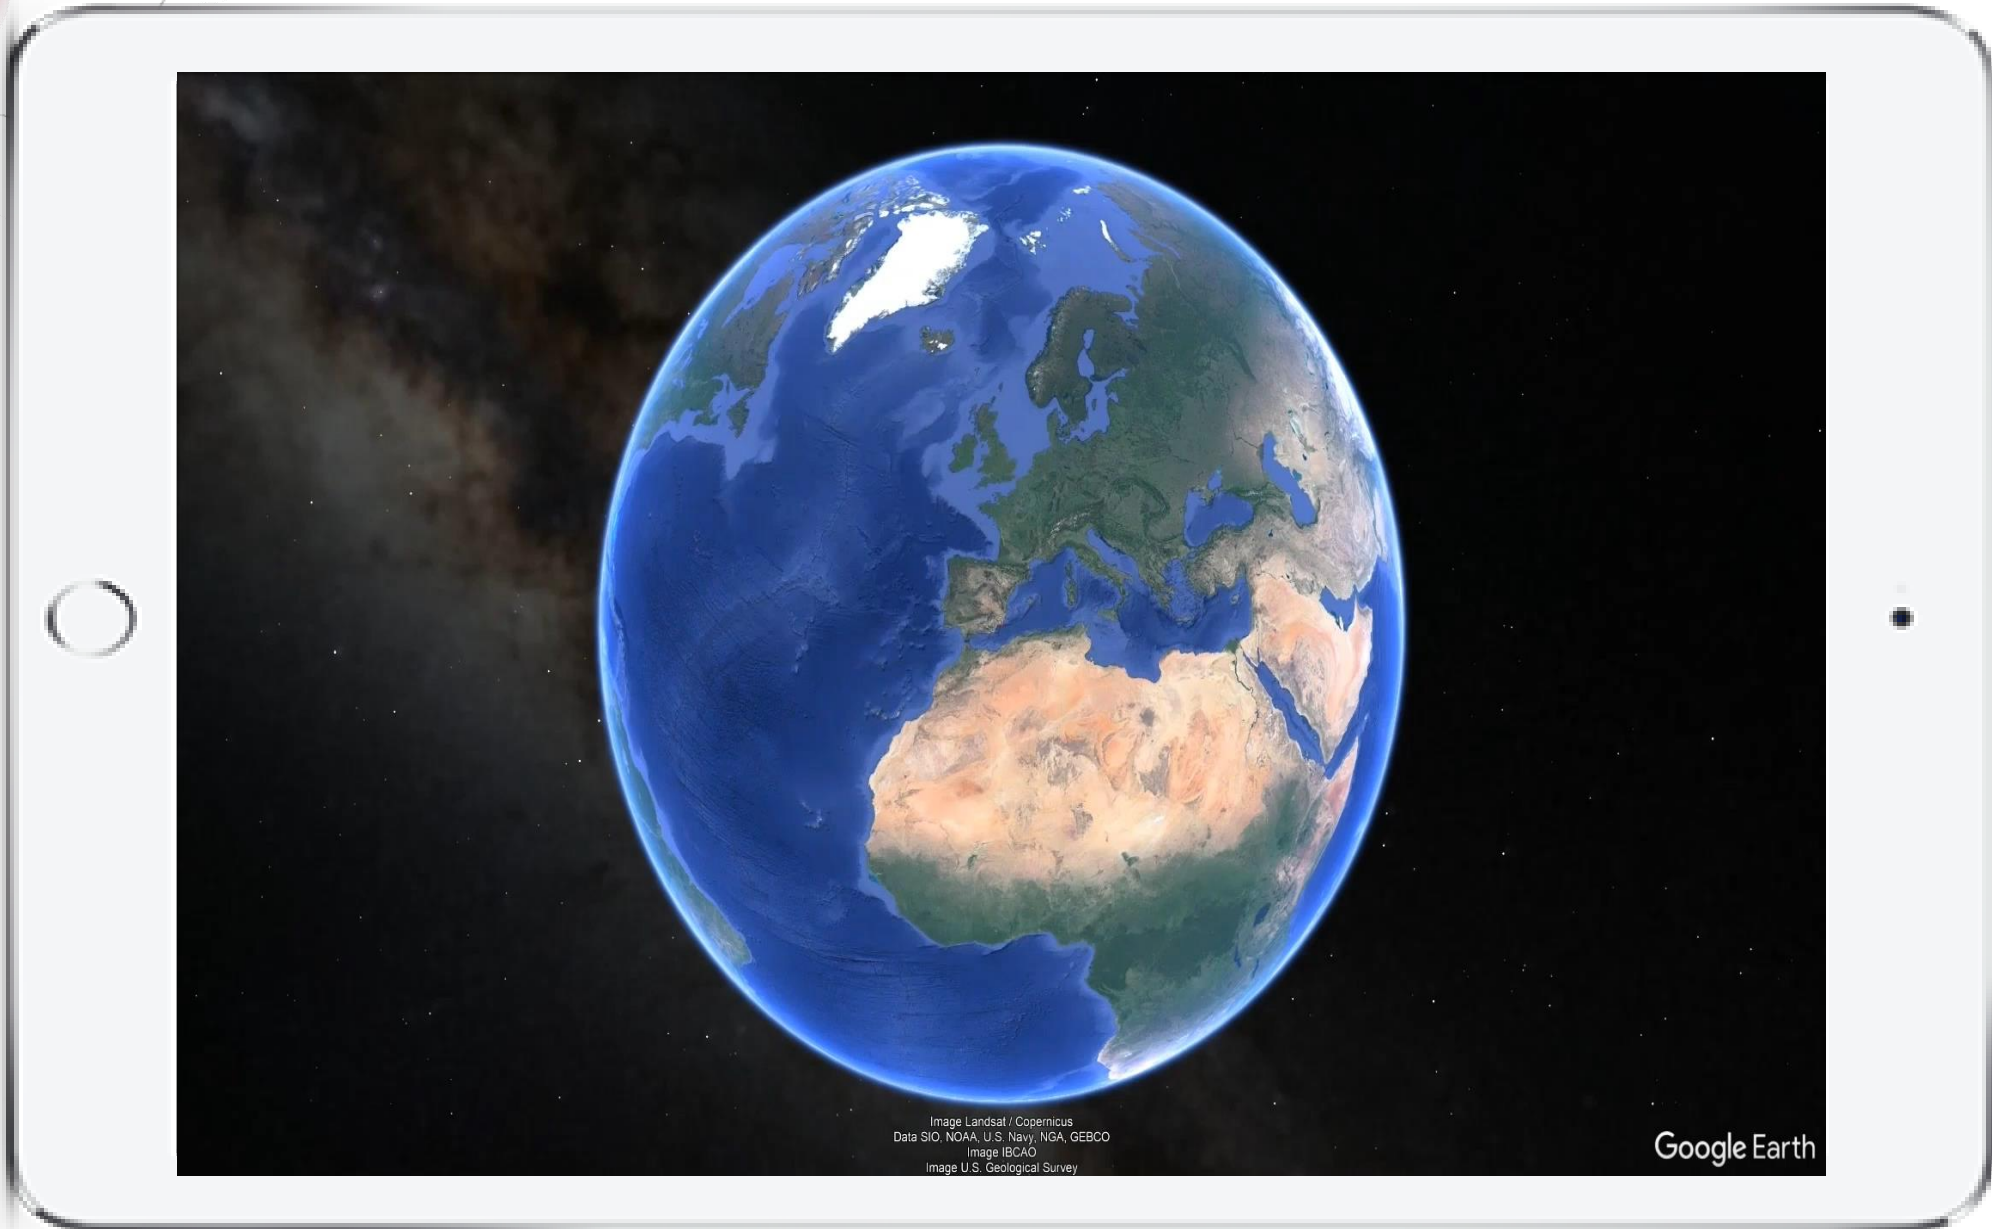 Image Landsat / Copernicus
Data SIO, NOAA, U.S. Navy, NGA, GEBCO
Image IBCAO
Image U.S. Geological Survey
Google Earth